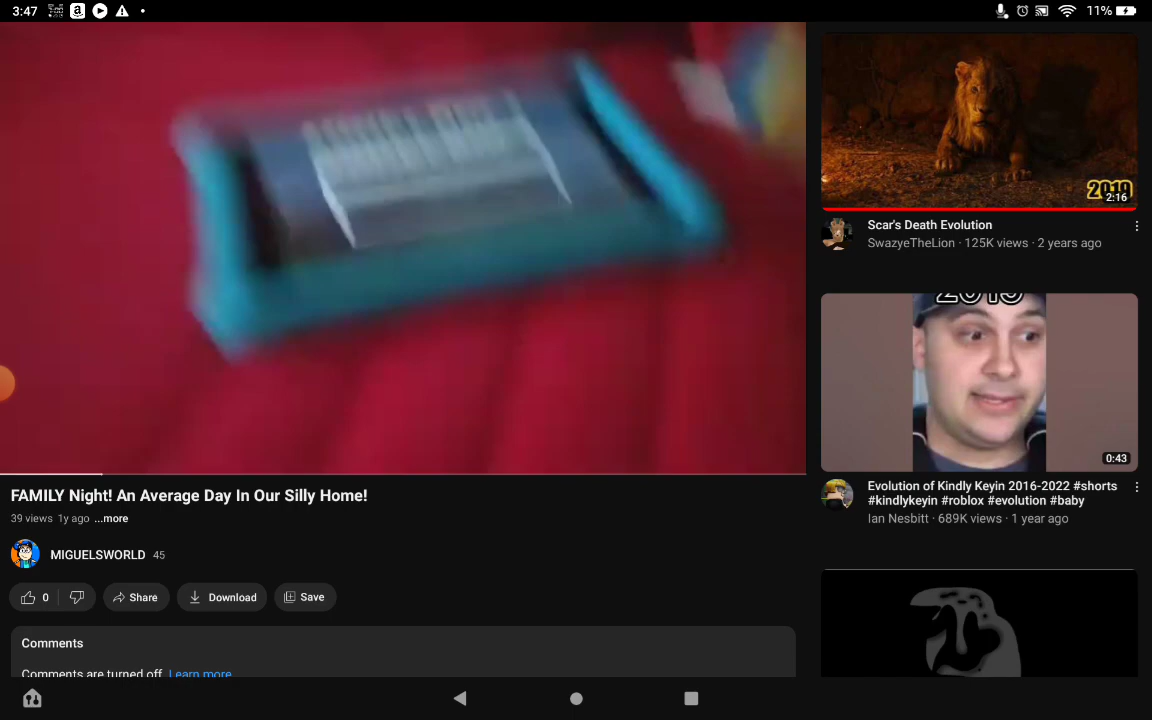 3:47
11%
2019
2:16
Scar's Death Evolution
SwazyeTheLion · 125K views · 2 years ago
2015
0:43
Evolution of Kindly Keyin 2016-2022 #shorts
#kindlykeyin #roblox #evolution #baby
Ian Nesbitt · 689K views · 1 year ago
FAMILY Night! An Average Day In Our Silly Home!
39 views 1y ago ...more
MIGUELSWORLD 45
0 Share Download Save
Comments
Comments are turned off. Learn more